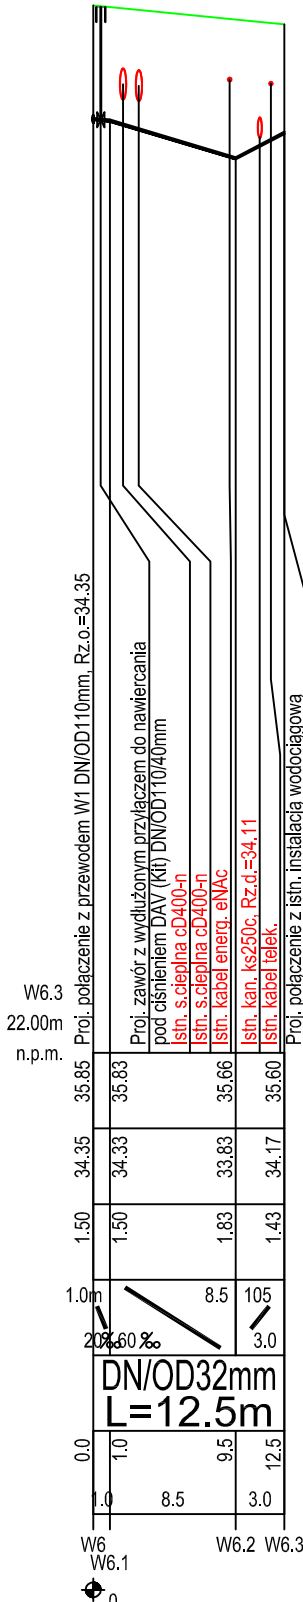 Proj. połączenie z przewodem W1 DN/OD110mm, Rz.o.=34.35
Proj. zawór z wydłużonym przyłączem do nawiercania
pod ciśnieniem DAV (Kit) DN/OD110/40mm
Istn. s.cieplna cD400-n
Istn. s.cieplna cD400-n
Istn. kabel energ. eNAc
Istn. kan. ks250c, Rz.d.=34.11
Istn. kabel telek.
Proj. połączenie z istn. instalacją wodociągową
W6.3
22.00m
n.p.m.
35.85 35.83 35.66 35.60
34.35 34.33 33.83 34.17
1.50 1.50 1.83 1.43
1.0m 8.5 105
20‰ 60 ‰ 3.0
DN/OD32mm
L=12.5m
0.0 1.0 9.5 12.5
1.0 8.5 3.0
W6 W6.2 W6.3
W6.1
0